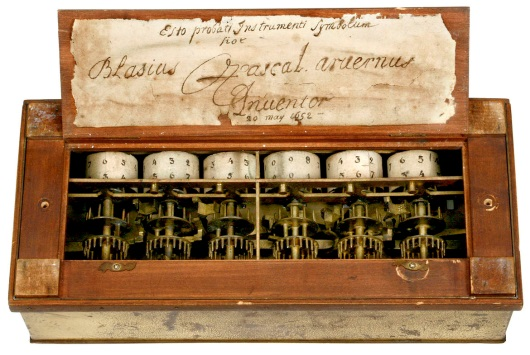 Esto probati Instrumenti Symbolum
hoc
Blasius Pascal. arvernus
Inventor
20 may 1652